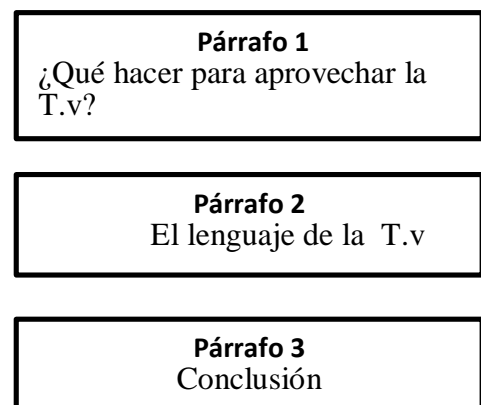 Párrafo 1
¿Qué hacer para aprovechar la
T.v?
Párrafo 2
El lenguaje de la T.v
Párrafo 3
Conclusión